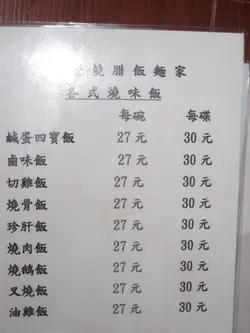 燒腊飯麵家
各式燒味飯
每碗 每碟
鹹蛋四寶飯 27元 30元
鹵味飯 27元 30元
切雞飯 27元 30元
燒骨飯 27元 30元
珍肝飯 27元 30元
燒肉飯 27元 30元
燒鵝飯 27元 30元
叉燒飯 27元 30元
油雞飯 27元 30元